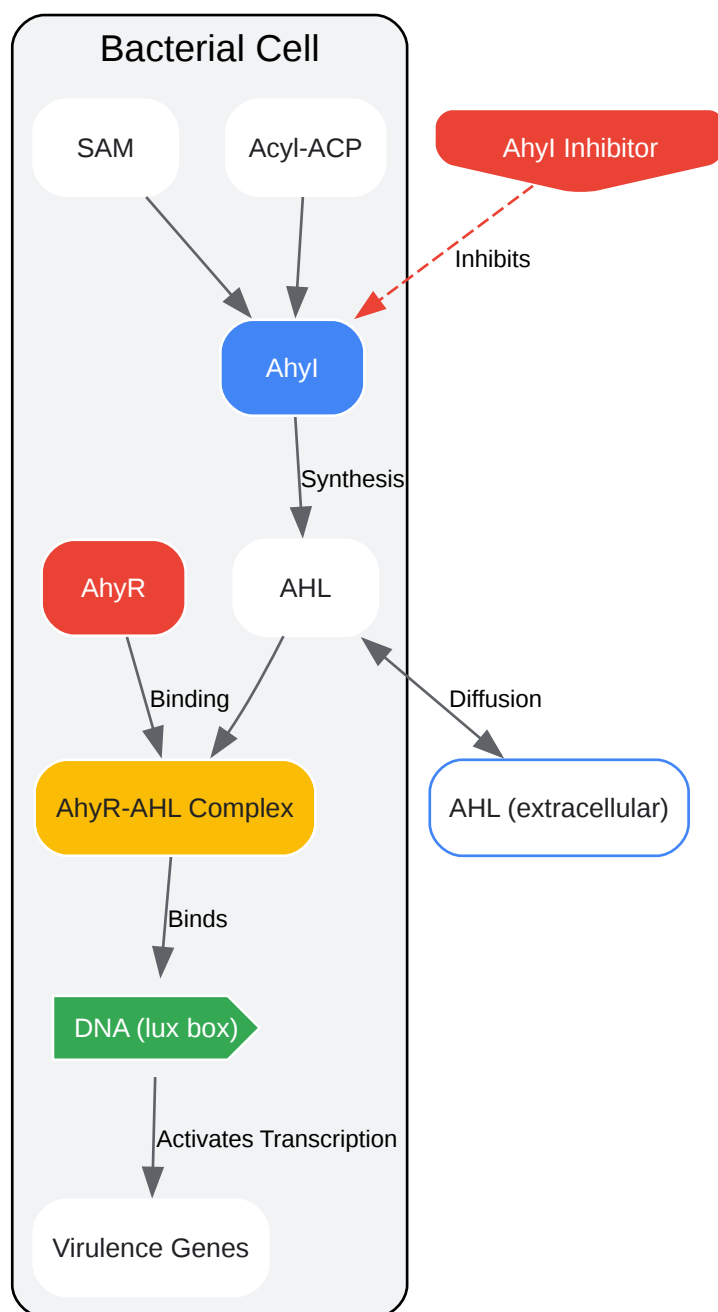 Bacterial Cell
SAM
Acyl-ACP
AhyI Inhibitor
Inhibits
AhyI
Synthesis
AhyR
AHL
Binding
Diffusion
AhyR-AHL Complex
AHL (extracellular)
Binds
DNA (lux box)
Activates Transcription
Virulence Genes